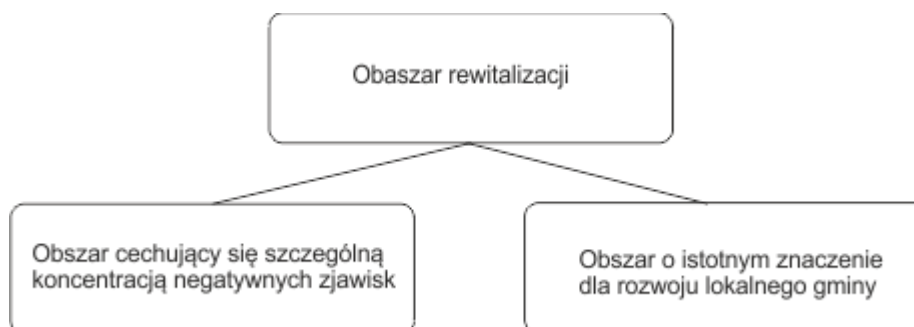 Obaszar rewitalizacji
Obszar cechujący się szczególną
koncentracją negatywnych zjawisk
Obszar o istotnym znaczenie
dla rozwoju lokalnego gminy